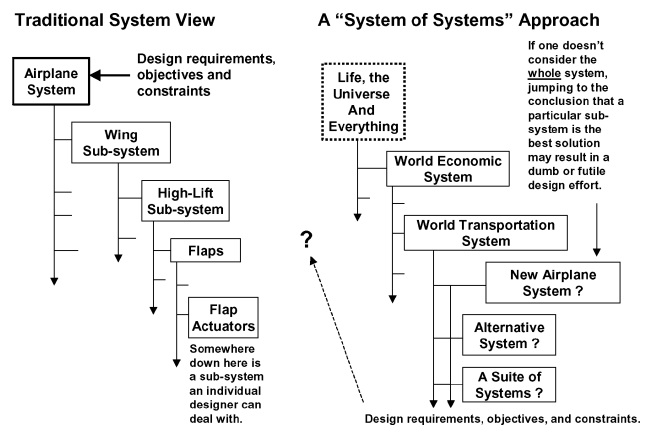 Traditional System View
Airplane
System
Design requirements,
objectives and
constraints
Wing
Sub-system
High-Lift
Sub-system
Flaps
Flap
Actuators
Somewhere
down here is
a sub-system
an individual
designer can
deal with.
A “System of Systems” Approach
Life, the
Universe
And
Everything
If one doesn’t
consider the
whole system,
jumping to the
conclusion that a
particular sub-
system is the
best solution
may result in a
dumb or futile
design effort.
World Economic
System
World Transportation
System
?
New Airplane
System ?
Alternative
System ?
A Suite of
Systems ?
Design requirements, objectives, and constraints.